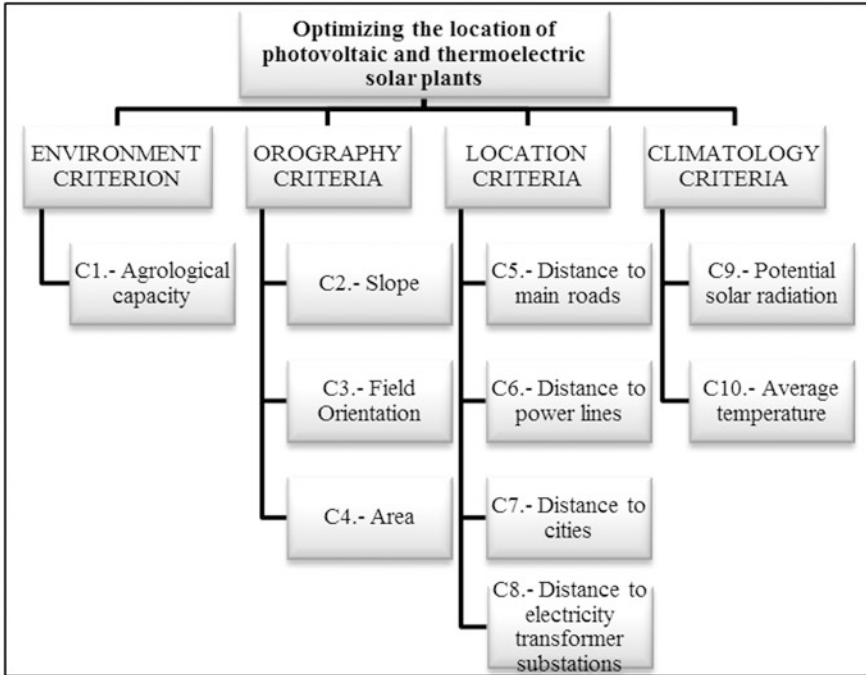 Optimizing the location of
photovoltaic and thermoelectric
solar plants
ENVIRONMENT
CRITERION
C1.- Agrological
capacity
OROGRAPHY
CRITERIA
C2.- Slope
C3.- Field
Orientation
C4.- Area
LOCATION
CRITERIA
C5.- Distance to
main roads
C6.- Distance to
power lines
C7.- Distance to
cities
C8.- Distance to
electricity
transformer
substations
CLIMATOLOGY
CRITERIA
C9.- Potential
solar radiation
C10.- Average
temperature